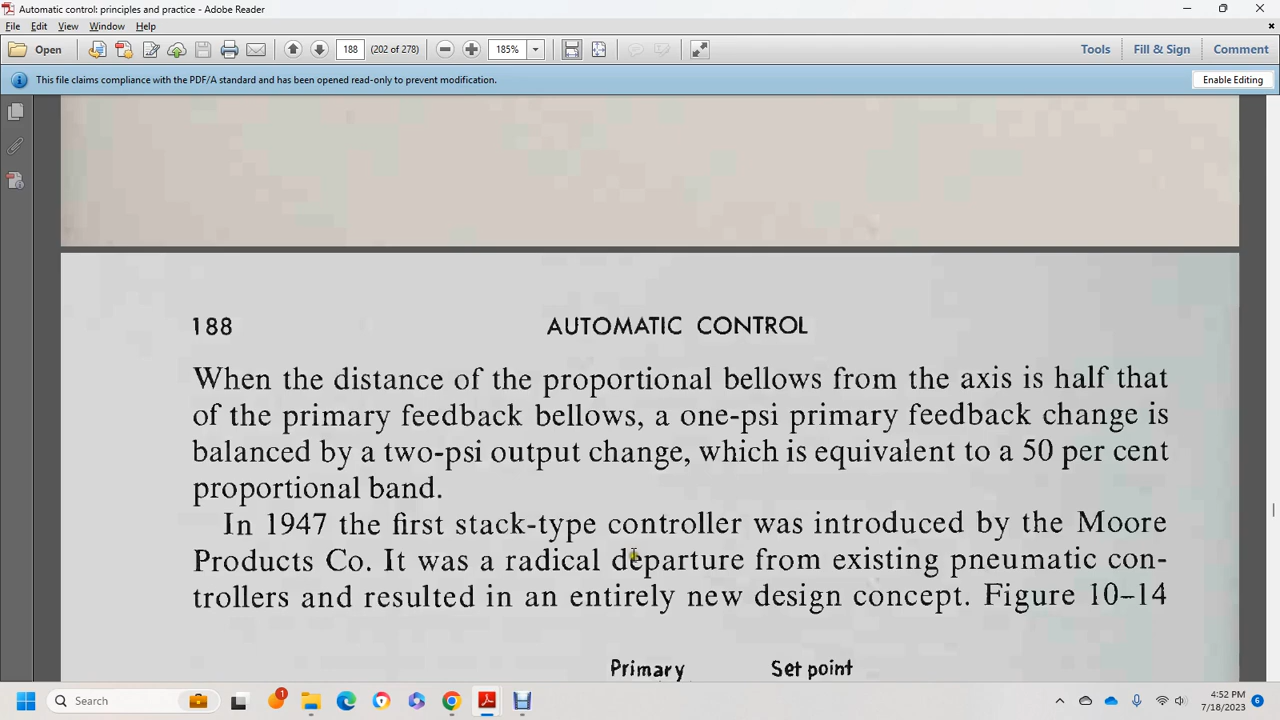 Automatic control: principles and practice - Adobe Reader
File Edit View Window Help
Open 188 (202 of 278) 185% Tools Fill & Sign Comment
This file claims compliance with the PDF/A standard and has been opened read-only to prevent modification. Enable Editing
188 AUTOMATIC CONTROL
When the distance of the proportional bellows from the axis is half that
of the primary feedback bellows, a one-psi primary feedback change is
balanced by a two-psi output change, which is equivalent to a 50 per cent
proportional band.
In 1947 the first stack-type controller was introduced by the Moore
Products Co. It was a radical departure from existing pneumatic con-
trollers and resulted in an entirely new design concept. Figure 10–14
Primary Set point
Search 1 4:52 PM
7/18/2023 6